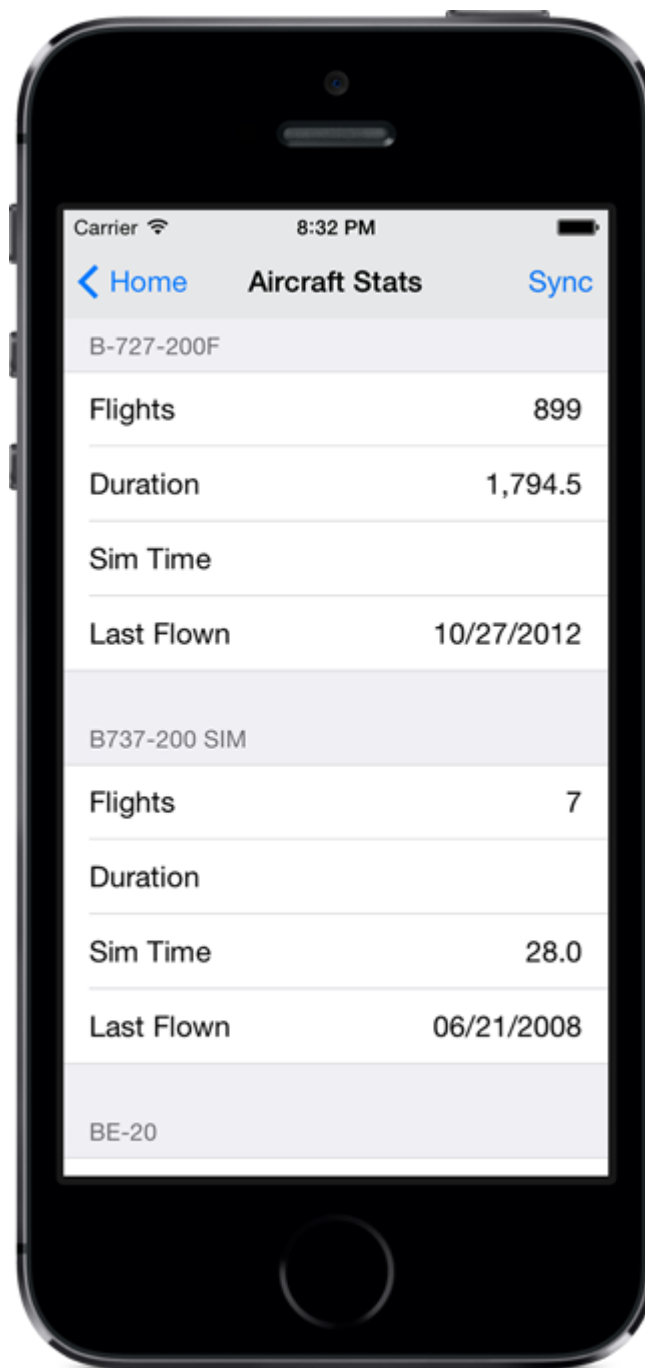 Carrier 8:32 PM
Home Aircraft Stats Sync
B-727-200F
Flights 899
Duration 1,794.5
Sim Time
Last Flown 10/27/2012
B737-200 SIM
Flights 7
Duration
Sim Time 28.0
Last Flown 06/21/2008
BE-20